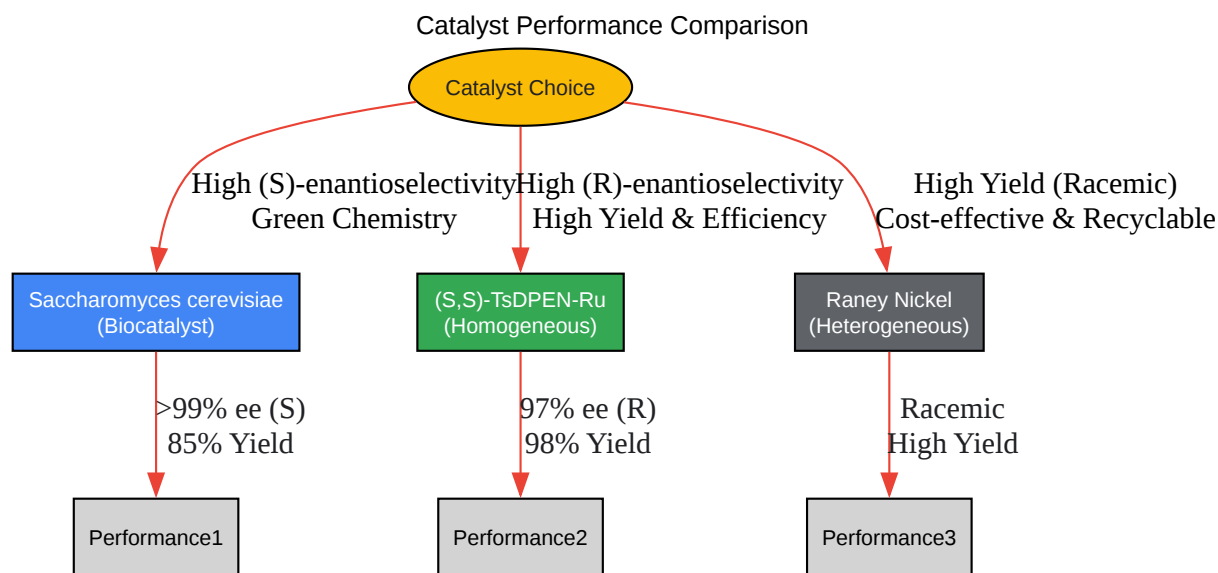 Catalyst Performance Comparison
Catalyst Choice
High (S)-enantioselectivity
Green Chemistry
High (R)-enantioselectivity
High Yield & Efficiency
High Yield (Racemic)
Cost-effective & Recyclable
Saccharomyces cerevisiae
(Biocatalyst)
(S,S)-TsDPEN-Ru
(Homogeneous)
Raney Nickel
(Heterogeneous)
>99% ee (S)
85% Yield
97% ee (R)
98% Yield
Racemic
High Yield
Performance1
Performance2
Performance3